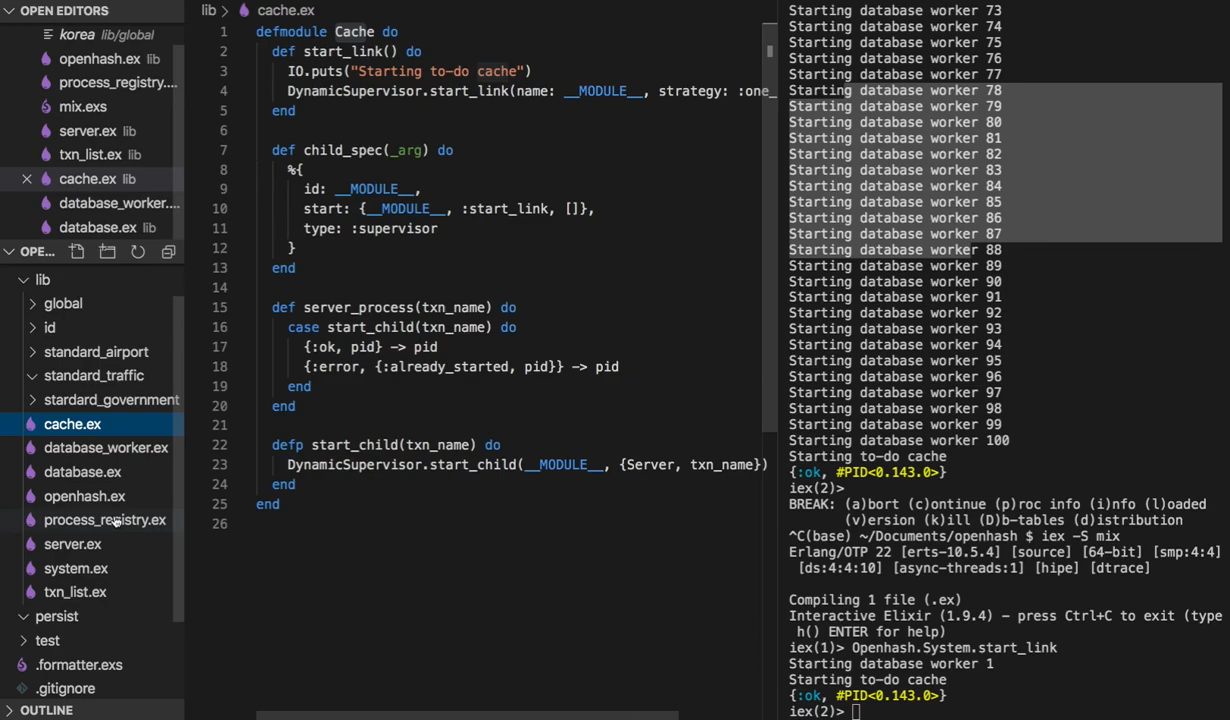 OPEN EDITORS
korea lib/global
openhash.ex lib
process_registry....
mix.exs
server.ex lib
txn_list.ex lib
cache.ex lib
database_worker....
database.ex lib
OPE...
lib
global
id
standard_airport
standard_traffic
stardard_government
cache.ex
database_worker.ex
database.ex
openhash.ex
process_registry.ex
server.ex
system.ex
txn_list.ex
persist
test
.formatter.exs
.gitignore
OUTLINE
lib > cache.ex
1 defmodule Cache do
2 def start_link() do
3 IO.puts("Starting to-do cache")
4 DynamicSupervisor.start_link(name: __MODULE__, strategy: :one_
5 end
6
7 def child_spec(_arg) do
8 %{
9 id: __MODULE__,
10 start: {__MODULE__, :start_link, []},
11 type: :supervisor
12 }
13 end
14
15 def server_process(txn_name) do
16 case start_child(txn_name) do
17 {:ok, pid} -> pid
18 {:error, {:already_started, pid}} -> pid
19 end
20 end
21
22 defp start_child(txn_name) do
23 DynamicSupervisor.start_child(__MODULE__, {Server, txn_name})
24 end
25 end
26
Starting database worker 73
Starting database worker 74
Starting database worker 75
Starting database worker 76
Starting database worker 77
Starting database worker 78
Starting database worker 79
Starting database worker 80
Starting database worker 81
Starting database worker 82
Starting database worker 83
Starting database worker 84
Starting database worker 85
Starting database worker 86
Starting database worker 87
Starting database worker 88
Starting database worker 89
Starting database worker 90
Starting database worker 91
Starting database worker 92
Starting database worker 93
Starting database worker 94
Starting database worker 95
Starting database worker 96
Starting database worker 97
Starting database worker 98
Starting database worker 99
Starting database worker 100
Starting to-do cache
{:ok, #PID<0.143.0>}
iex(2)>
BREAK: (a)bort (c)ontinue (p)roc info (i)nfo (l)oaded
(v)ersion (k)ill (D)b-tables (d)istribution
^C(base) ~/Documents/openhash $ iex -S mix
Erlang/OTP 22 [erts-10.5.4] [source] [64-bit] [smp:4:4]
[ds:4:4:10] [async-threads:1] [hipe] [dtrace]
Compiling 1 file (.ex)
Interactive Elixir (1.9.4) - press Ctrl+C to exit (type
h() ENTER for help)
iex(1)> Openhash.System.start_link
Starting database worker 1
Starting to-do cache
{:ok, #PID<0.143.0>}
iex(2)>